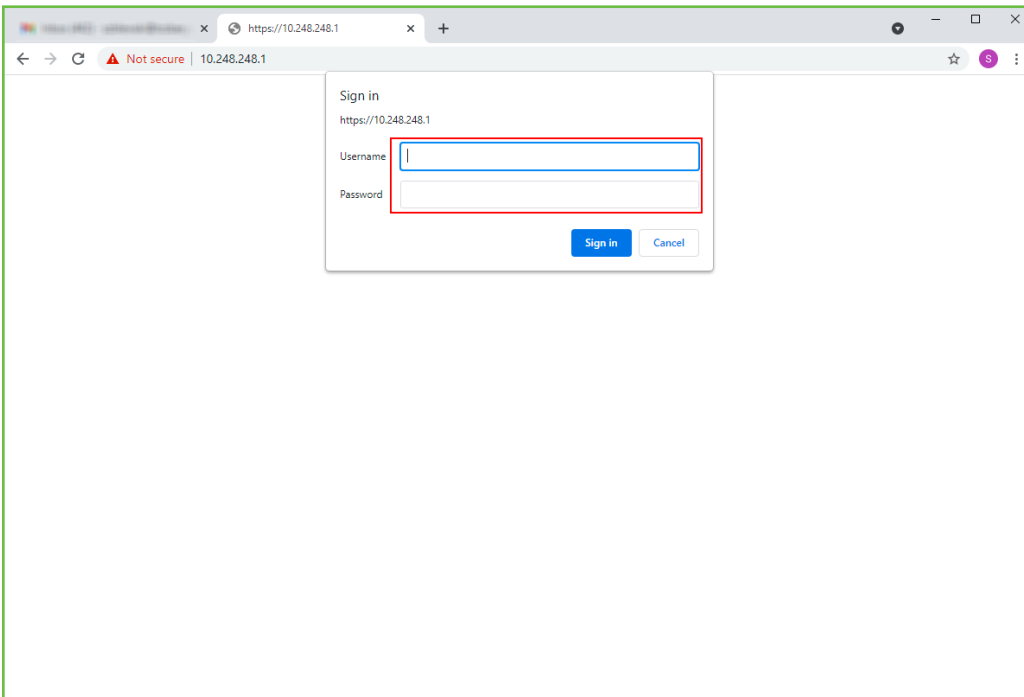 https://10.248.248.1
Not secure 10.248.248.1
S
Sign in
https://10.248.248.1
Username
Password
Sign in Cancel